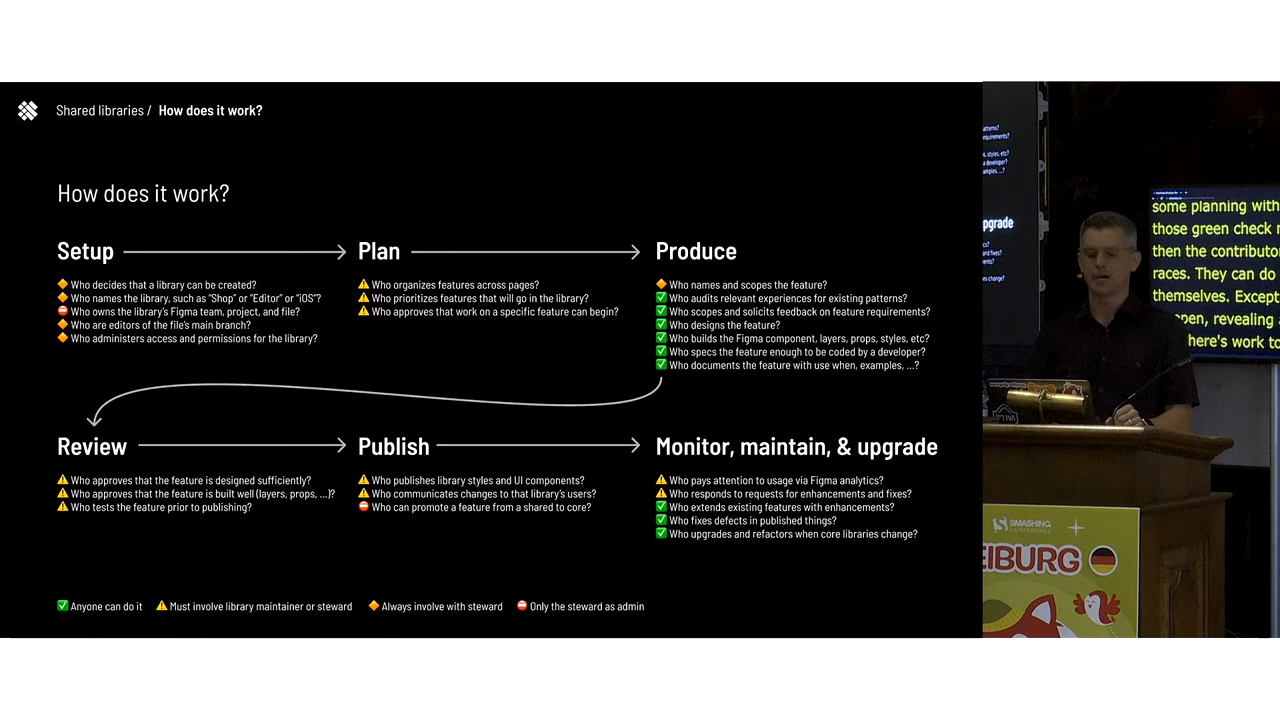 Shared libraries / How does it work?
How does it work?
Setup
🔶 Who decides that a library can be created?
🔶 Who names the library, such as “Shop” or “Editor” or “iOS”?
⛔ Who owns the library’s Figma team, project, and file?
🔶 Who are editors of the file’s main branch?
🔶 Who administers access and permissions for the library?
Plan
⚠️ Who organizes features across pages?
⚠️ Who prioritizes features that will go in the library?
⚠️ Who approves that work on a specific feature can begin?
Produce
🔶 Who names and scopes the feature?
✅ Who audits relevant experiences for existing patterns?
✅ Who scopes and solicits feedback on feature requirements?
✅ Who designs the feature?
✅ Who builds the Figma component, layers, props, styles, etc?
✅ Who specs the feature enough to be coded by a developer?
✅ Who documents the feature with use when, examples, …?
Review
⚠️ Who approves that the feature is designed sufficiently?
⚠️ Who approves that the feature is built well (layers, props, …)?
⚠️ Who tests the feature prior to publishing?
Publish
⚠️ Who publishes library styles and UI components?
⚠️ Who communicates changes to that library’s users?
⛔ Who can promote a feature from a shared to core?
Monitor, maintain, & upgrade
⚠️ Who pays attention to usage via Figma analytics?
⚠️ Who responds to requests for enhancements and fixes?
✅ Who extends existing features with enhancements?
✅ Who fixes defects in published things?
✅ Who upgrades and refactors when core libraries change?
✅ Anyone can do it ⚠️ Must involve library maintainer or steward 🔶 Always involve with steward ⛔ Only the steward as admin
some planning with
those green check
then the contributo
races. They can do
themselves. Except
open, revealing
here's work to
pgrade
SMASHING
CONFERENCE
EIBURG